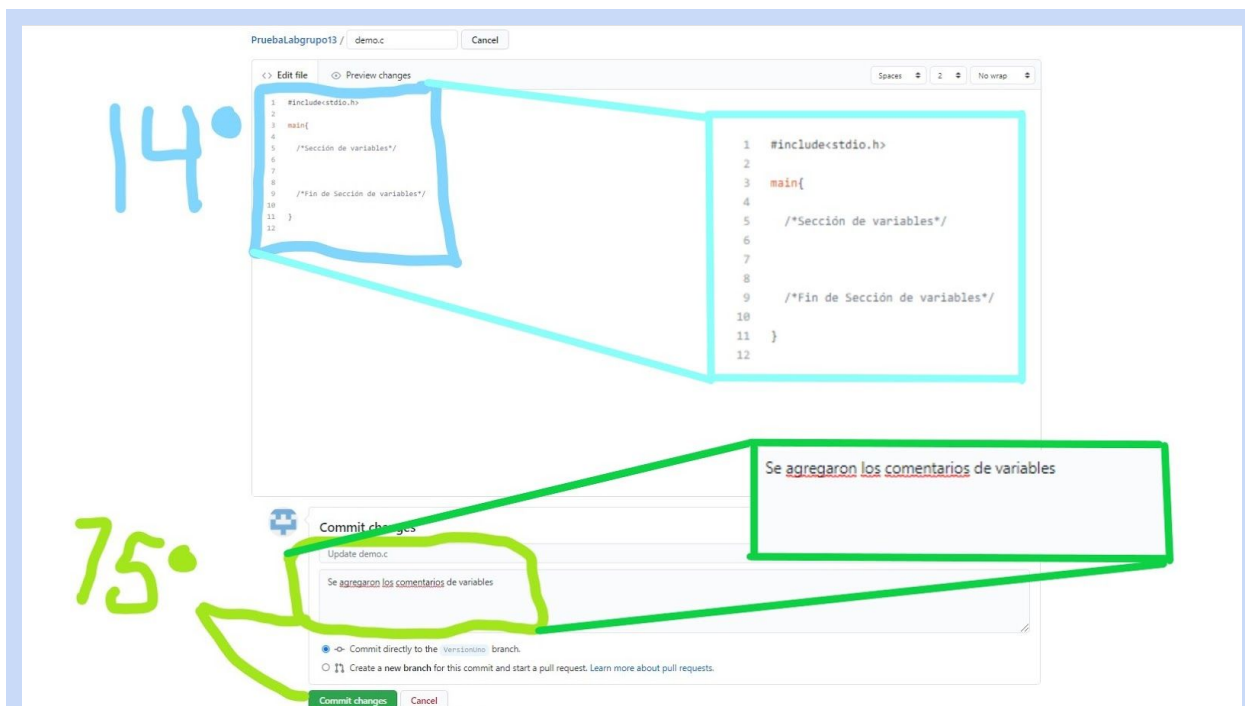 PruebaLabgrupo13 / demo.c Cancel
<> Edit file Preview changes Spaces 2 No wrap
14°
1 #include<stdio.h>
2
3 main{
4
5 /*Sección de variables*/
6
7
8
9 /*Fin de Sección de variables*/
10
11 }
12
1 #include<stdio.h>
2
3 main{
4
5 /*Sección de variables*/
6
7
8
9 /*Fin de Sección de variables*/
10
11 }
12
Se agregaron los comentarios de variables
75°
Commit changes
Update demo.c
Se agregaron los comentarios de variables
Commit directly to the VersionUno branch.
Create a new branch for this commit and start a pull request. Learn more about pull requests.
Commit changes Cancel